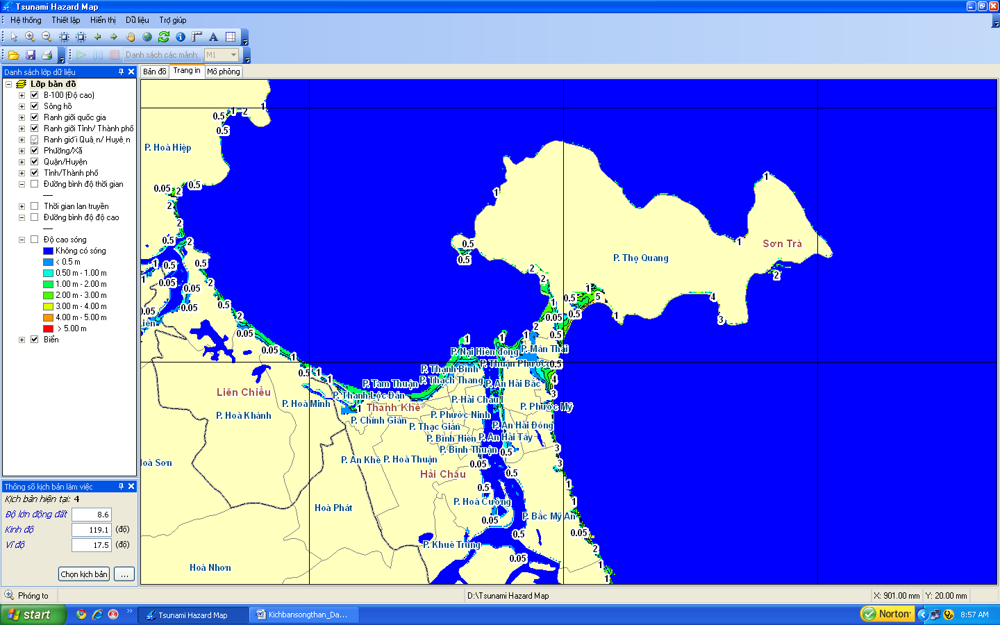 Tsunami Hazard Map
Hệ thống Thiết lập Hiển thị Dữ liệu Trợ giúp
Danh sách các mảnh: M1
Danh sách lớp dữ liệu
Bản đồ Trang in Mô phỏng
Lớp bản đồ
B-100 (Độ cao)
Sông hồ
Ranh giới quốc gia
Ranh giới Tỉnh/ Thành phố
Ranh giới Quận/ Huyện
Phường/Xã
Quận/Huyện
Tỉnh/Thành phố
Đường bình độ thời gian
Thời gian lan truyền
Đường bình độ độ cao
Độ cao sóng
Không có sóng
< 0.5 m
0.50 m - 1.00 m
1.00 m - 2.00 m
2.00 m - 3.00 m
3.00 m - 4.00 m
4.00 m - 5.00 m
> 5.00 m
Biển
Thông số kịch bản làm việc
Kịch bản hiện tại: 4
Độ lớn động đất 8.6
Kinh độ 119.1 (độ)
Vĩ độ 17.5 (độ)
Chọn kịch bản ...
1
0.5 1 2
0.5
P. Hoà Hiệp
1
0.05 2 0.5
1
2
2
0.5 2
0.5
1
Sơn Trà
P. Thọ Quang
1 0.5 0.5
0.5
2
2
1
0.05 0.05
2
2
1
0.5
5
4
0.05 0.05
0.5
1
0.5
1
iên
2
0.05
3
0.05
2
0.5
1
1
1
0.05
P. Nại Hiên đông
P. Mân Thái
1
P. Thuận Phước
0.5
P. Thanh Bình
0.5 1
1
P. Tam Thuận
P. Thạch Thang
P. An Hải Bắc
4
Liên Chiểu
P. Thanh Lộc Đán
P. Hải Châu I
3
P. Hoà Minh
1
Thanh Khê
P. Phước Mỹ
P. Hoà Khánh
P. Chính Gián
P. Phước Ninh
P. Thạc Gián
P. An Hải Đông
P. Bình Hiên
P. An Hải Tây
P. Bình Thuận
0.5
3
oà Sơn
P. An Khê
P. Hoà Thuận
0.05
3
Hải Châu
0.5
0.5
1
Hoà Phát
P. Hoà Cường
1
0.05
P. Bắc Mỹ An
0.5
0.05
P. Khuê Trung
2
0.05
Hoà Nhơn
1
1
Phóng to D:\Tsunami Hazard Map X: 901.00 mm Y: 20.00 mm
start Tsunami Hazard Map Kichbansongthan_Da... Norton 8:57 AM